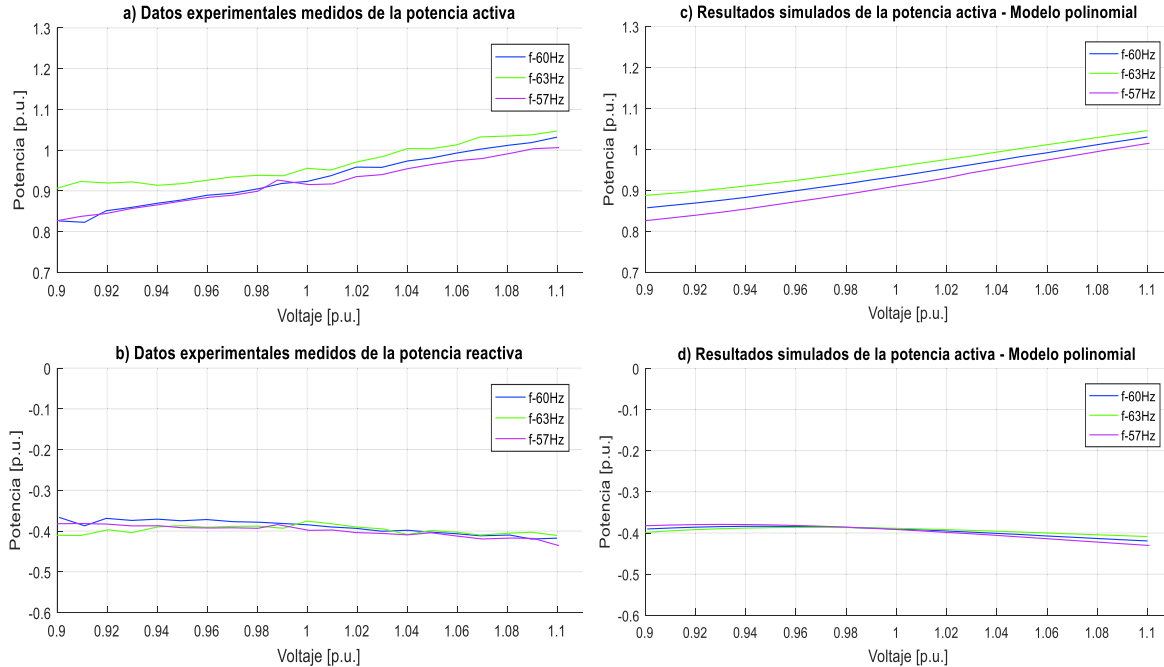 a) Datos experimentales medidos de la potencia activa
1.3
1.2
1.1
1
0.9
0.8
0.7
Potencia [p.u.]
f-60Hz
f-63Hz
f-57Hz
0.9 0.92 0.94 0.96 0.98 1 1.02 1.04 1.06 1.08 1.1
Voltaje [p.u.]
c) Resultados simulados de la potencia activa - Modelo polinomial
1.3
1.2
1.1
1
0.9
0.8
0.7
Potencia [p.u.]
f-60Hz
f-63Hz
f-57Hz
0.9 0.92 0.94 0.96 0.98 1 1.02 1.04 1.06 1.08 1.1
Voltaje [p.u.]
b) Datos experimentales medidos de la potencia reactiva
0
-0.1
-0.2
-0.3
-0.4
-0.5
-0.6
Potencia [p.u.]
f-60Hz
f-63Hz
f-57Hz
0.9 0.92 0.94 0.96 0.98 1 1.02 1.04 1.06 1.08 1.1
Voltaje [p.u.]
d) Resultados simulados de la potencia activa - Modelo polinomial
0
-0.1
-0.2
-0.3
-0.4
-0.5
-0.6
Potencia [p.u.]
f-60Hz
f-63Hz
f-57Hz
0.9 0.92 0.94 0.96 0.98 1 1.02 1.04 1.06 1.08 1.1
Voltaje [p.u.]